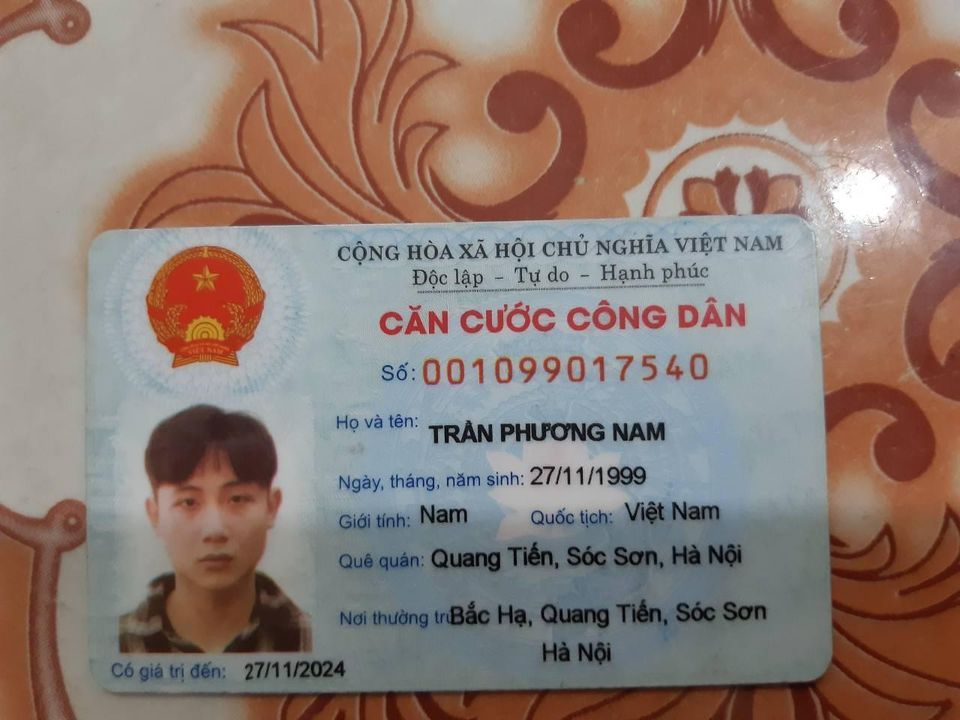 CỘNG HÒA XÃ HỘI CHỦ NGHĨA VIỆT NAM
Độc lập - Tự do - Hạnh phúc
CĂN CƯỚC CÔNG DÂN
Số: 001099017540
Họ và tên: TRẦN PHƯƠNG NAM
Ngày, tháng, năm sinh: 27/11/1999
Giới tính: Nam Quốc tịch: Việt Nam
Quê quán: Quang Tiến, Sóc Sơn, Hà Nội
Nơi thường trú: Bắc Hạ, Quang Tiến, Sóc Sơn
Hà Nội
Có giá trị đến: 27/11/2024
VIỆT NAM